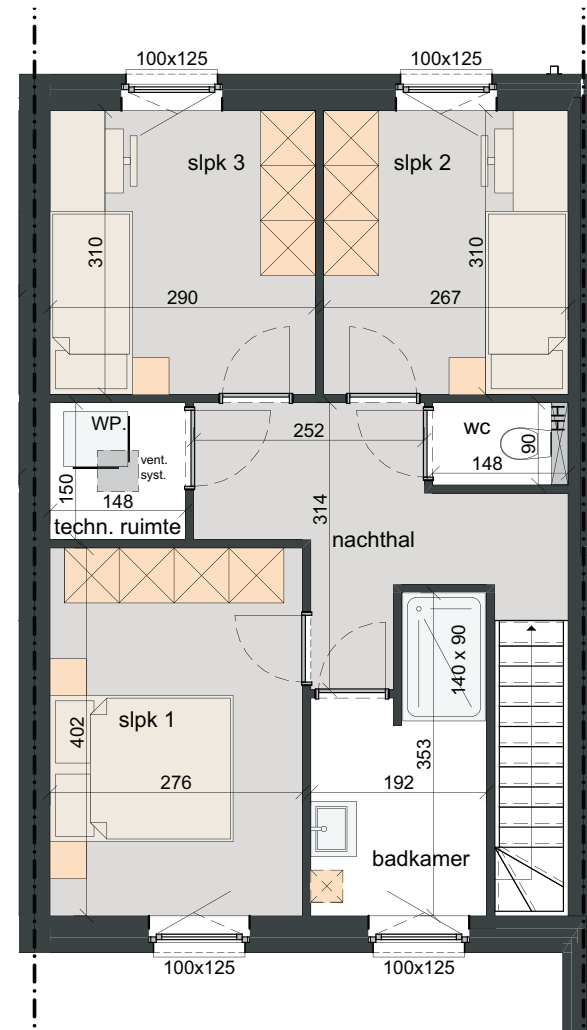 100x125
100x125
slpk 3
slpk 2
310
310
290
267
WP.
vent.
syst.
150
148
techn. ruimte
252
wc
HH
90
148
314
nachthal
140 x 90
slpk 1
402
276
353
192
badkamer
100x125
100x125